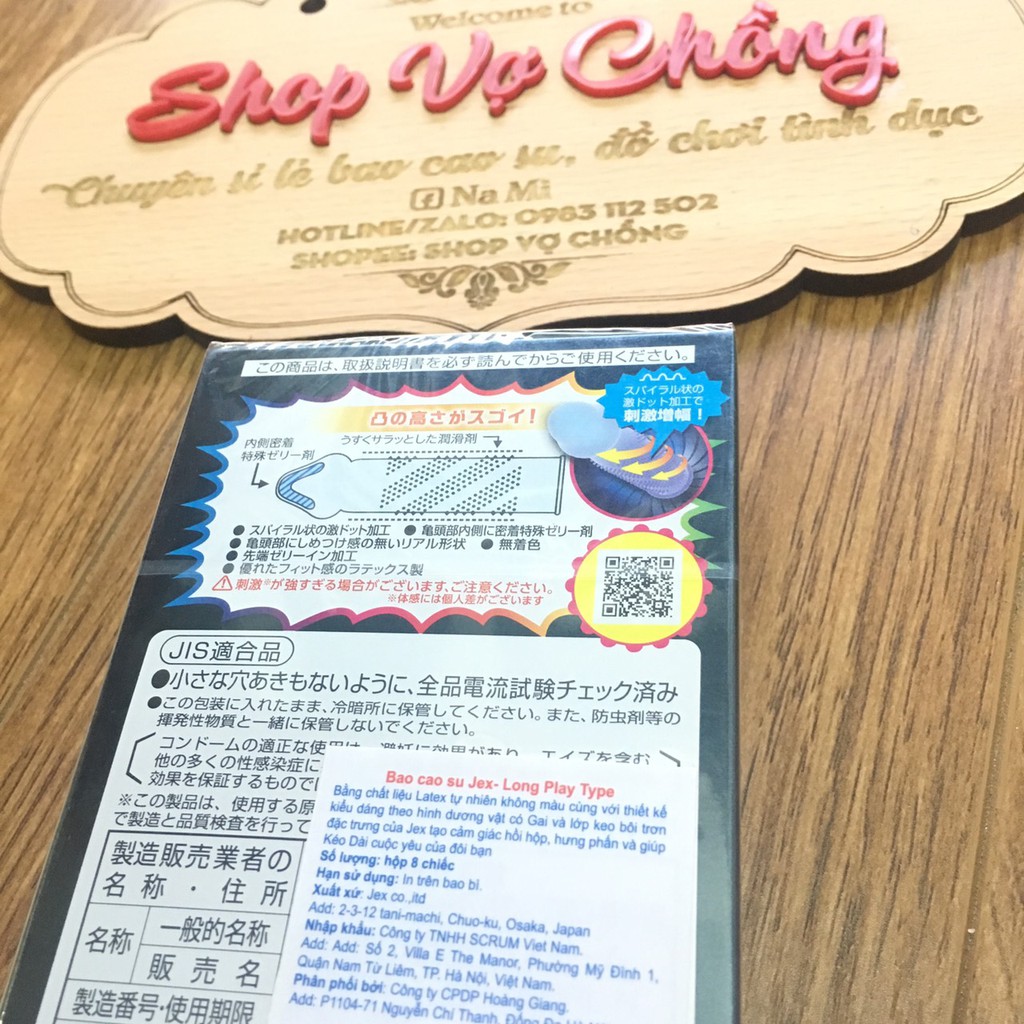 Welcome to
Shop Vợ Chồng
Chuyên sỉ lẻ bao cao su, đồ chơi tình dục
Na Mi
HOTLINE/ZALO: 0983 112 502
SHOPEE: SHOP VỢ CHỒNG
この商品は、取扱説明書を必ず読んでからご使用ください。
スパイラル状の
激ドット加工で
刺激増幅！
凸の高さがスゴイ！
うすくサラッとした潤滑剤
内側密着
特殊ゼリー剤
● スパイラル状の激ドット加工 ● 亀頭部内側に密着特殊ゼリー剤
● 亀頭部にしめつけ感の無いリアル形状 ● 無着色
● 先端ゼリーイン加工
● 優れたフィット感のラテックス製
⚠刺激※が強すぎる場合がございます、ご注意ください。
※体感には個人差がございます
JIS適合品
●小さな穴あきもないように、全品電流試験チェック済み
●この包装に入れたまま、冷暗所に保管してください。また、防虫剤等の
揮発性物質と一緒に保管しないでください。
コンドームの適正な使用は、避妊に効果があり、エイズを含む
他の多くの性感染症に
効果を保証するもので
※この製品は、使用する原
で製造と品質検査を行って
製造販売業者の
名称・住所
名称
一般的名称
販売名
製造番号・使用期限
Bao cao su Jex- Long Play Type
Bằng chất liệu Latex tự nhiên không màu cùng với thiết kế
kiểu dáng theo hình dương vật có Gai và lớp keo bôi trơn
đặc trưng của Jex tạo cảm giác hồi hộp, hưng phấn và giúp
Kéo Dài cuộc yêu của đôi bạn
Số lượng: hộp 8 chiếc
Hạn sử dụng: In trên bao bì.
Xuất xứ: Jex co.,itd
Add: 2-3-12 tani-machi, Chuo-ku, Osaka, Japan
Nhập khẩu: Công ty TNHH SCRUM Viet Nam.
Add: Add: Số 2, Villa E The Manor, Phường Mỹ Đình 1,
Quận Nam Từ Liêm, TP. Hà Nội, Việt Nam.
Phân phối bởi: Công ty CPDP Hoàng Giang.
Add: P1104-71 Nguyễn Chí Thanh, Đống Đa